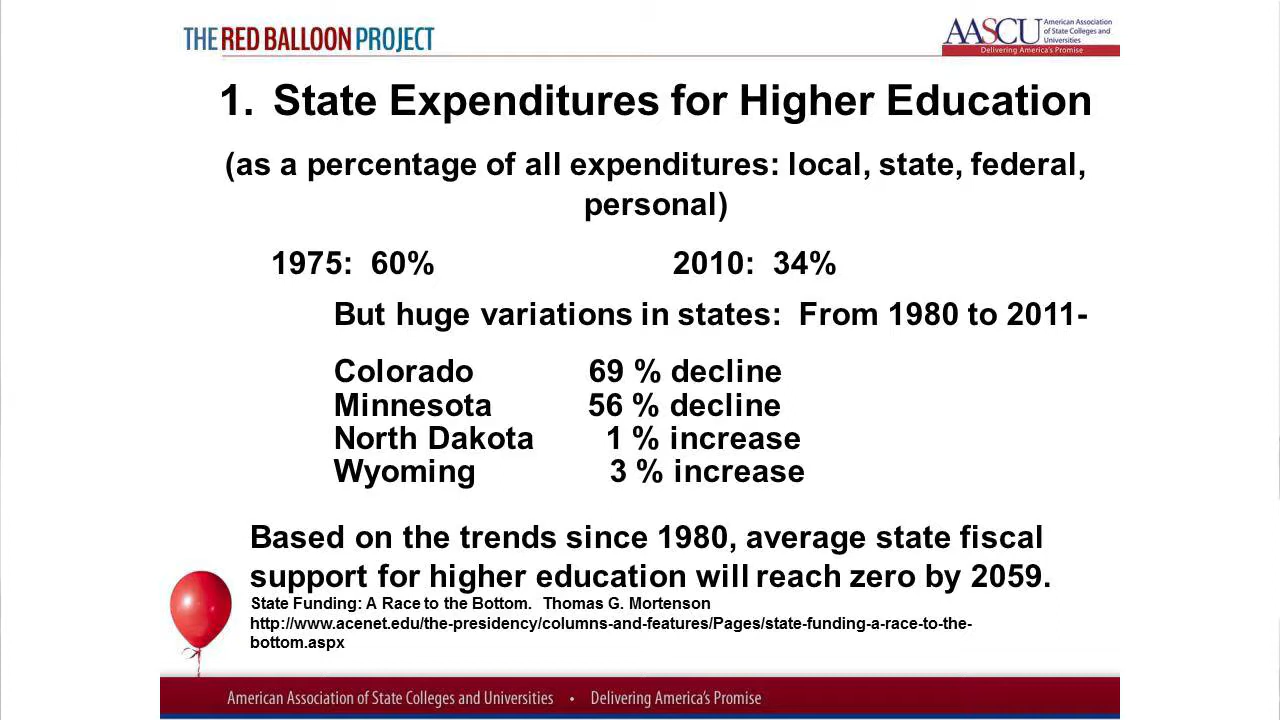 THE RED BALLOON PROJECT
AASCU American Association
of State Colleges and
Universities
Delivering America's Promise
1. State Expenditures for Higher Education
(as a percentage of all expenditures: local, state, federal,
personal)
1975: 60% 2010: 34%
But huge variations in states: From 1980 to 2011-
Colorado 69 % decline
Minnesota 56 % decline
North Dakota 1 % increase
Wyoming 3 % increase
Based on the trends since 1980, average state fiscal
support for higher education will reach zero by 2059.
State Funding: A Race to the Bottom. Thomas G. Mortenson
http://www.acenet.edu/the-presidency/columns-and-features/Pages/state-funding-a-race-to-the-
bottom.aspx
American Association of State Colleges and Universities • Delivering America's Promise